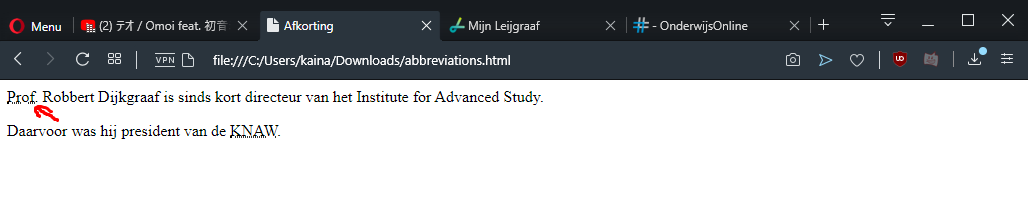 Menu
(2) テオ / Omoi feat. 初音
Afkorting
Mijn Leijgraaf
- OnderwijsOnline
VPN
file:///C:/Users/kaina/Downloads/abbreviations.html
Prof. Robbert Dijkgraaf is sinds kort directeur van het Institute for Advanced Study.
Daarvoor was hij president van de KNAW.